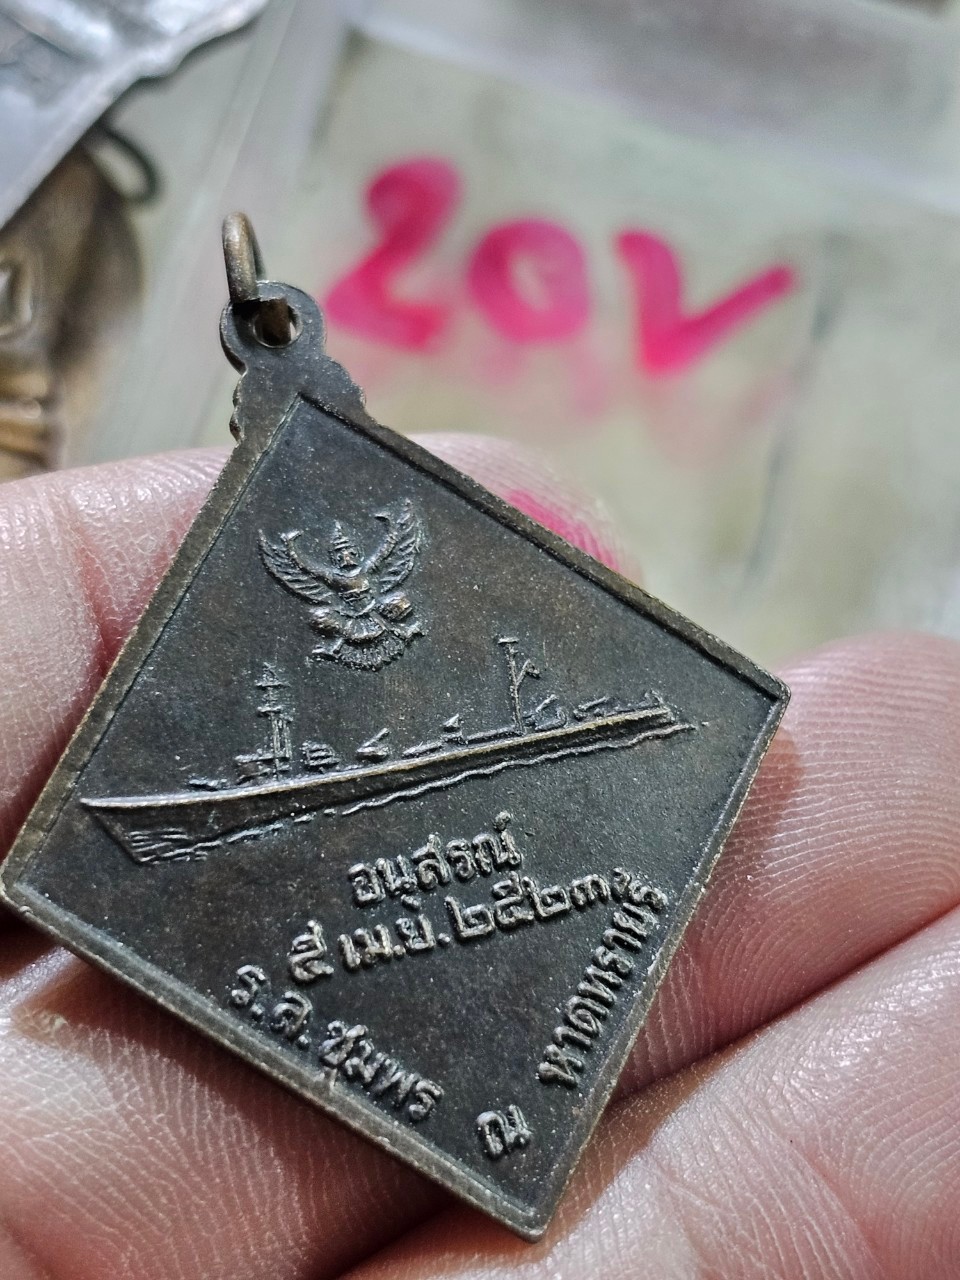 20V
อนุสรณ์
๕ เม.ย. ๒๕๒๓
ร.ล. ชุมพร ณ หาดทรายรี